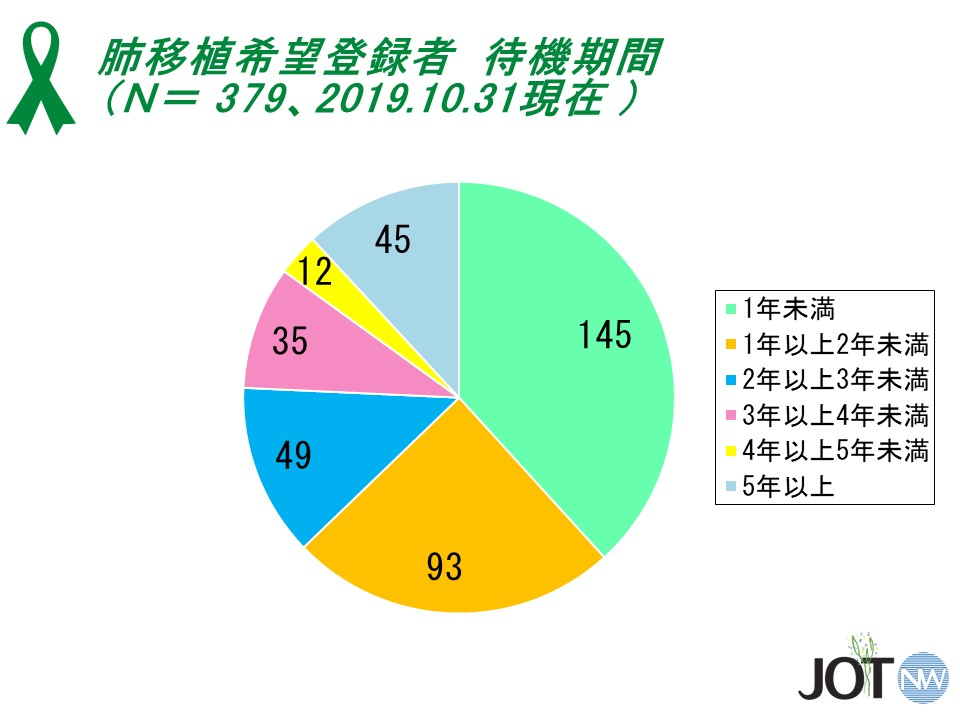 肺移植希望登録者　待機期間
（N＝ 379、2019.10.31現在 ）
45
12
145
35
49
93
1年未満
1年以上2年未満
2年以上3年未満
3年以上4年未満
4年以上5年未満
5年以上
JOT NW